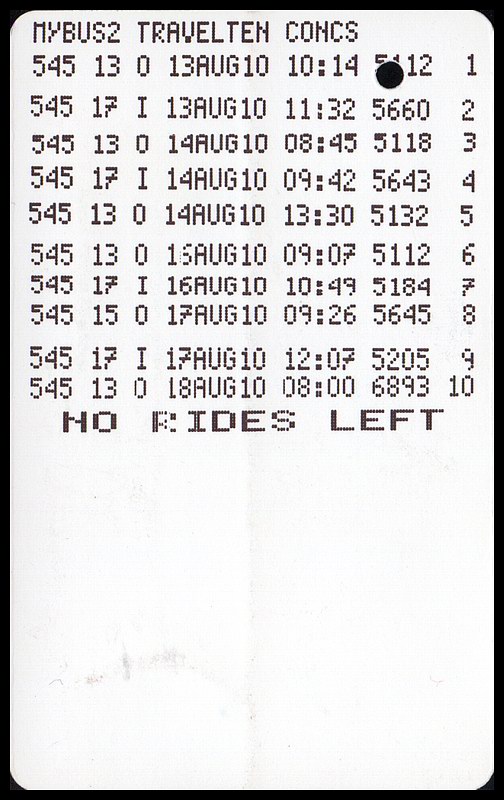 MYBUS2 TRAVELTEN CONCS
545 13 O 13AUG10 10:14 5112 1
545 17 I 13AUG10 11:32 5660 2
545 13 O 14AUG10 08:45 5118 3
545 17 I 14AUG10 09:42 5643 4
545 13 O 14AUG10 13:30 5132 5
545 13 O 16AUG10 09:07 5112 6
545 17 I 16AUG10 10:49 5184 7
545 15 O 17AUG10 09:26 5645 8
545 17 I 17AUG10 12:07 5205 9
545 13 O 18AUG10 08:00 6893 10
NO RIDES LEFT